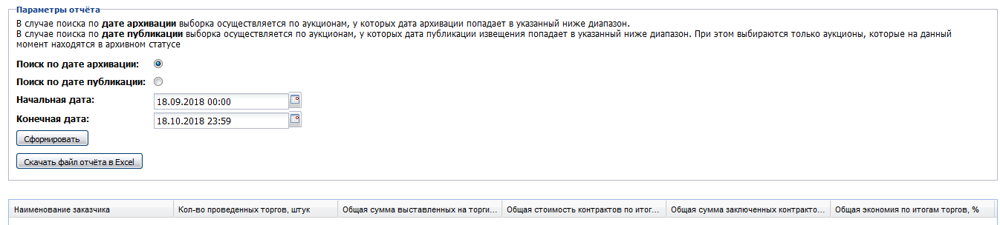 Параметры отчёта
В случае поиска по дате архивации выборка осуществляется по аукционам, у которых дата архивации попадает в указанный ниже диапазон.
В случае поиска по дате публикации выборка осуществляется по аукционам, у которых дата публикации извещения попадает в указанный ниже диапазон. При этом выбираются только аукционы, которые на данный
момент находятся в архивном статусе
Поиск по дате архивации:
Поиск по дате публикации:
Начальная дата: 18.09.2018 00:00
Конечная дата: 18.10.2018 23:59
Сформировать
Скачать файл отчёта в Excel
Наименование заказчика Кол-во проведенных торгов, штук Общая сумма выставленных на торги... Общая стоимость контрактов по итог... Общая сумма заключенных контракто... Общая экономия по итогам торгов, %